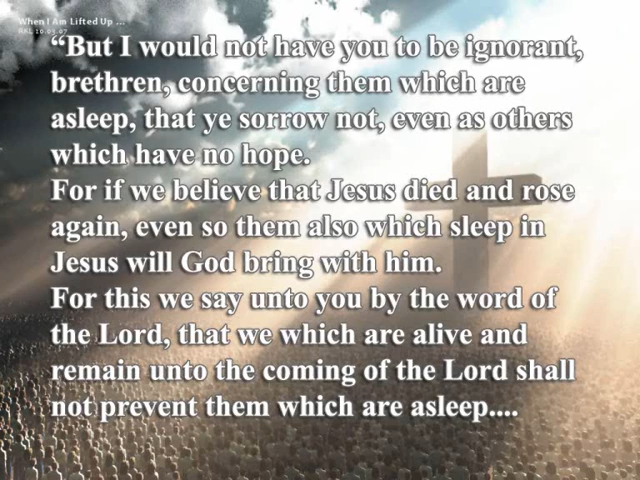 When I Am Lifted Up ...
RKL 10.03.07
“But I would not have you to be ignorant,
brethren, concerning them which are
asleep, that ye sorrow not, even as others
which have no hope.
For if we believe that Jesus died and rose
again, even so them also which sleep in
Jesus will God bring with him.
For this we say unto you by the word of
the Lord, that we which are alive and
remain unto the coming of the Lord shall
not prevent them which are asleep....